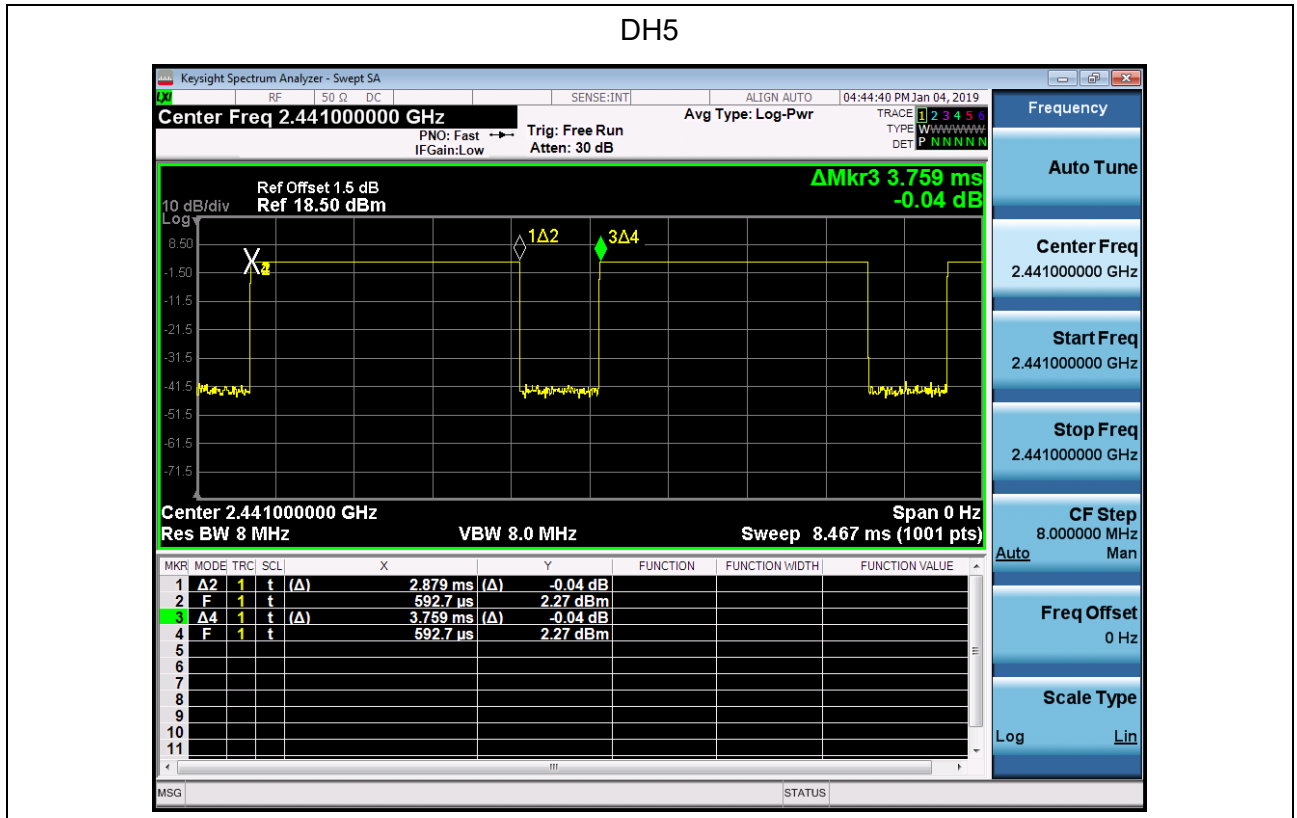 DH5
Keysight Spectrum Analyzer - Swept SA
LXI RF 50 Ω DC SENSE:INT ALIGN AUTO 04:44:40 PM Jan 04, 2019
Center Freq 2.441000000 GHz
PNO: Fast
IFGain:Low
Trig: Free Run
Atten: 30 dB
Avg Type: Log-Pwr
TRACE 1 2 3 4 5 6
TYPE WWWWWWW
DET P N N N N N
ΔMkr3 3.759 ms
-0.04 dB
Ref Offset 1.5 dB
10 dB/div Ref 18.50 dBm
Log
8.50
-1.50
-11.5
-21.5
-31.5
-41.5
-51.5
-61.5
-71.5
1Δ2
3Δ4
Center 2.441000000 GHz Span 0 Hz
Res BW 8 MHz VBW 8.0 MHz Sweep 8.467 ms (1001 pts)
MKR MODE TRC SCL X Y FUNCTION FUNCTION WIDTH FUNCTION VALUE
1 Δ2 1 t (Δ) 2.879 ms (Δ) -0.04 dB
2 F 1 t 592.7 µs 2.27 dBm
3 Δ4 1 t (Δ) 3.759 ms (Δ) -0.04 dB
4 F 1 t 592.7 µs 2.27 dBm
5
6
7
8
9
10
11
MSG STATUS
Frequency
Auto Tune
Center Freq
2.441000000 GHz
Start Freq
2.441000000 GHz
Stop Freq
2.441000000 GHz
CF Step
8.000000 MHz
Auto Man
Freq Offset
0 Hz
Scale Type
Log Lin